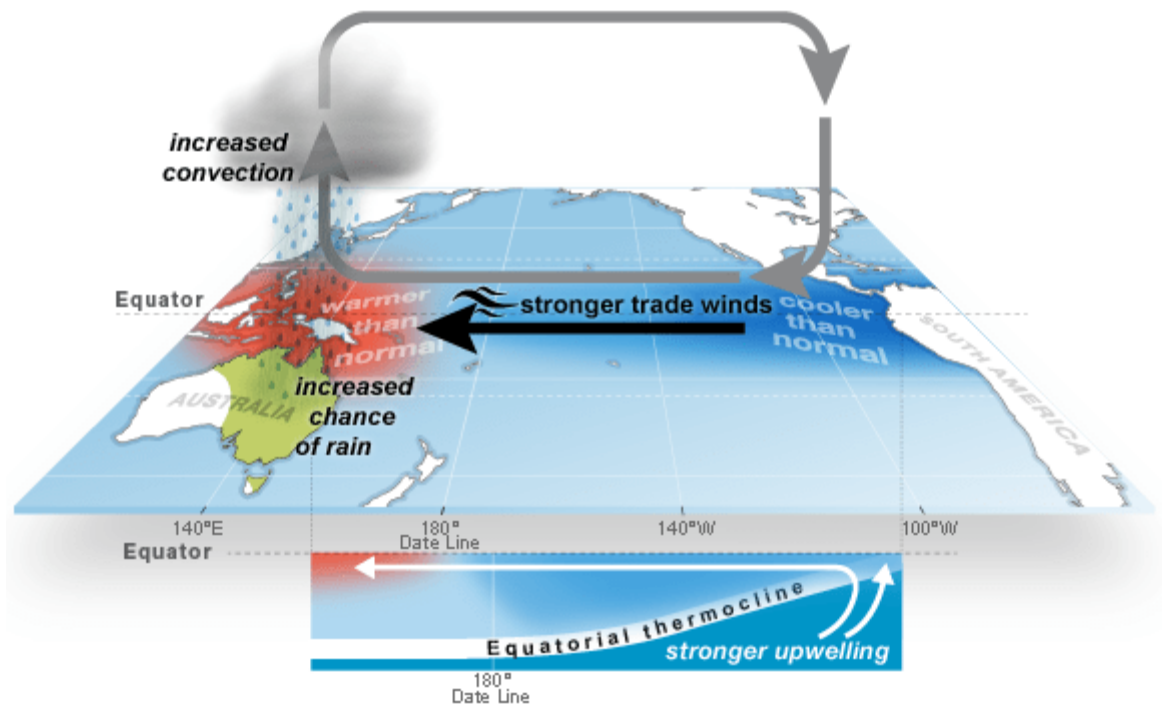 increased
convection
Equator
warmer
than
normal
stronger trade winds
cooler
than
normal
SOUTH AMERICA
AUSTRALIA
increased
chance
of rain
140°E
180°
Date Line
140°W
100°W
Equator
Equatorial thermocline
stronger upwelling
180°
Date Line